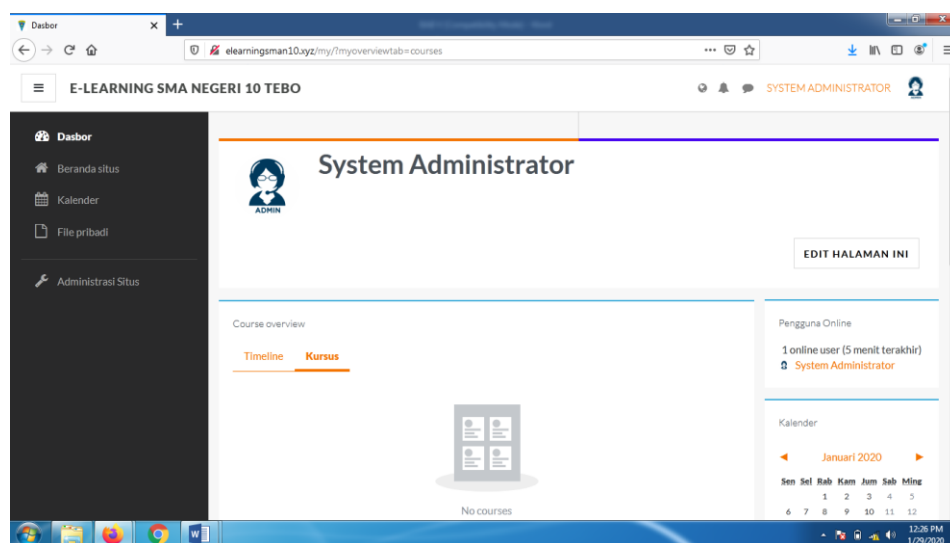 Dasbor
elearningsman10.xyz/my/?myoverviewtab=courses
E-LEARNING SMA NEGERI 10 TEBO
SYSTEM ADMINISTRATOR
Dasbor
Beranda situs
Kalender
File pribadi
Administrasi Situs
System Administrator
ADMIN
EDIT HALAMAN INI
Course overview
Timeline Kursus
No courses
Pengguna Online
1 online user (5 menit terakhir)
System Administrator
Kalender
Januari 2020
Sen Sel Rab Kam Jum Sab Ming
1 2 3 4 5
6 7 8 9 10 11 12
12:26 PM
1/29/2020